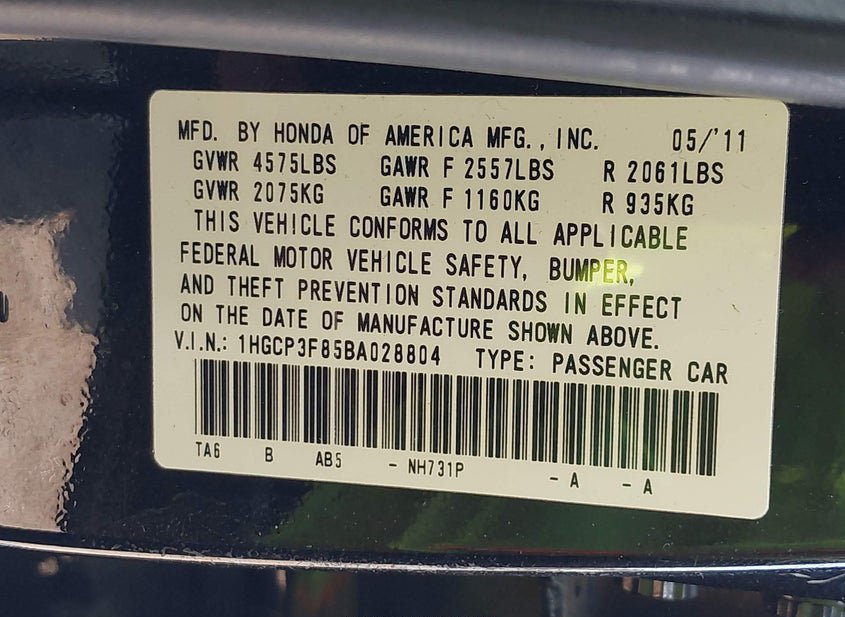 MFD. BY HONDA OF AMERICA MFG., INC. 05/'11
GVWR 4575LBS GAWR F 2557LBS R 2061LBS
GVWR 2075KG GAWR F 1160KG R 935KG
THIS VEHICLE CONFORMS TO ALL APPLICABLE
FEDERAL MOTOR VEHICLE SAFETY, BUMPER,
AND THEFT PREVENTION STANDARDS IN EFFECT
ON THE DATE OF MANUFACTURE SHOWN ABOVE.
V.I.N.: 1HGCP3F85BA028804 TYPE: PASSENGER CAR
TA6 B AB5 - NH731P - A - A